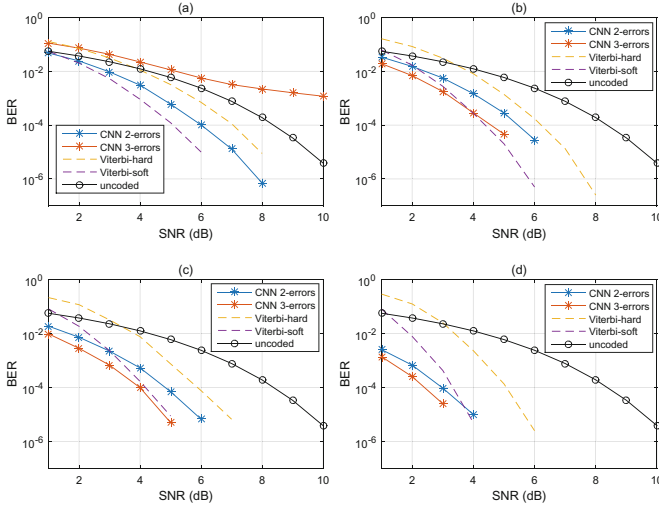 (a)
10^0
10^-2
10^-4
10^-6
BER
CNN 2-errors
CNN 3-errors
Viterbi-hard
Viterbi-soft
uncoded
2 4 6 8 10
SNR (dB)
(b)
10^0
10^-2
10^-4
10^-6
BER
CNN 2-errors
CNN 3-errors
Viterbi-hard
Viterbi-soft
uncoded
2 4 6 8 10
SNR (dB)
(c)
10^0
10^-2
10^-4
10^-6
BER
CNN 2-errors
CNN 3-errors
Viterbi-hard
Viterbi-soft
uncoded
2 4 6 8 10
SNR (dB)
(d)
10^0
10^-2
10^-4
10^-6
BER
CNN 2-errors
CNN 3-errors
Viterbi-hard
Viterbi-soft
uncoded
2 4 6 8 10
SNR (dB)